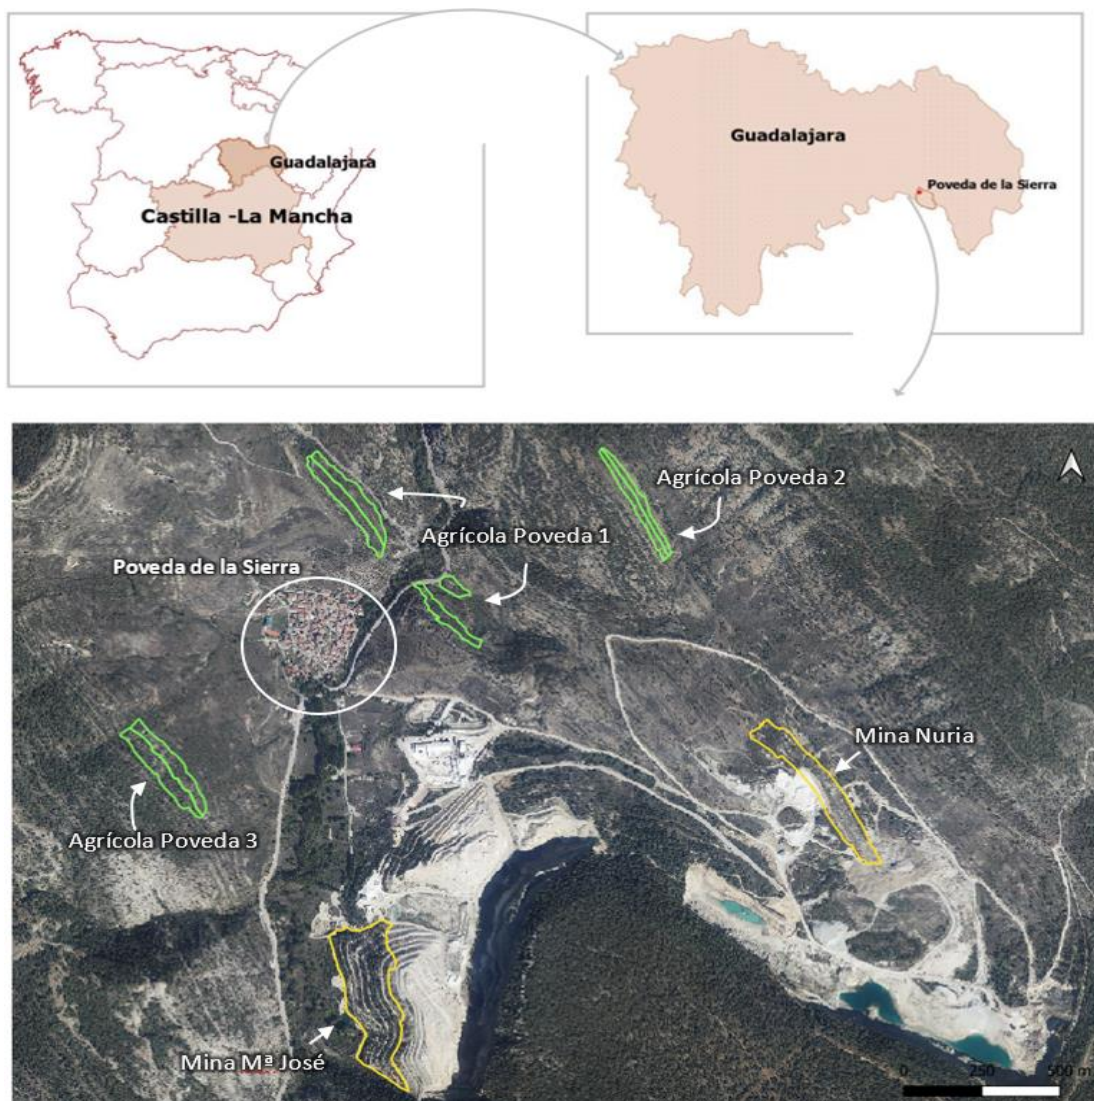 Guadalajara
Castilla -La Mancha
Guadalajara
Poveda de la Sierra
Agrícola Poveda 2
Agrícola Poveda 1
Poveda de la Sierra
Mina Nuria
Agrícola Poveda 3
Mina Mª José
0 250 500 m